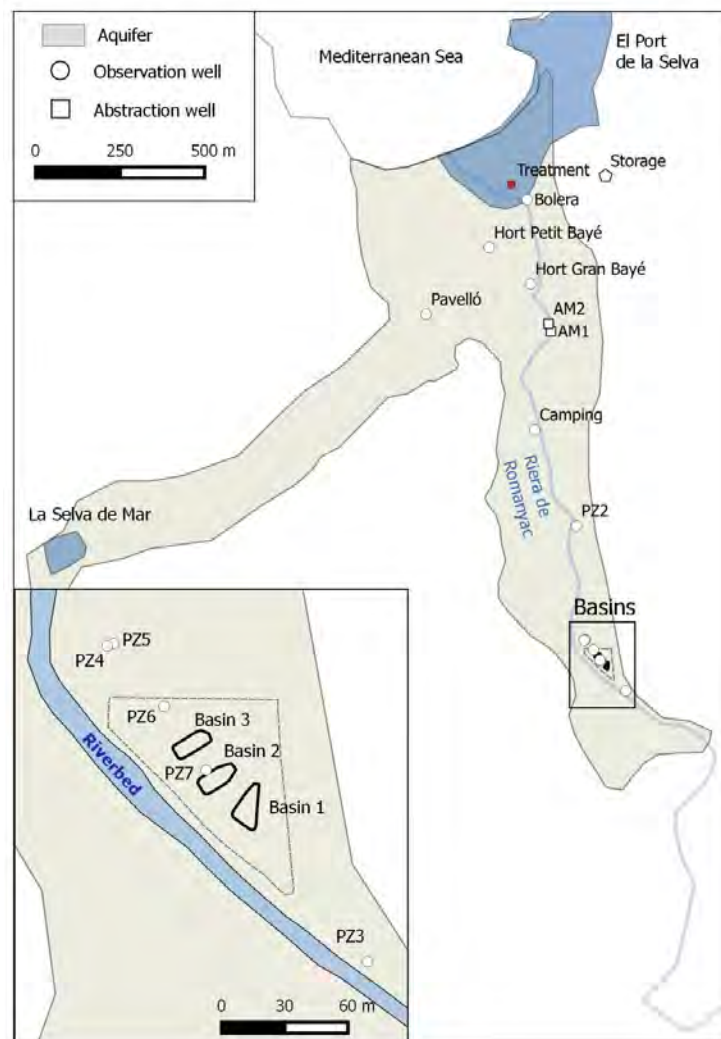 Aquifer
Observation well
Abstraction well
0 250 500 m
Mediterranean Sea
El Port
de la Selva
Treatment
Storage
Bolera
Hort Petit Bayé
Hort Gran Bayé
Pavelló
AM2
AM1
Camping
Riera de
Romanyac
PZ2
La Selva de Mar
Basins
PZ5
PZ4
PZ6
Basin 3
Basin 2
PZ7
Basin 1
Riverbed
PZ3
0 30 60 m